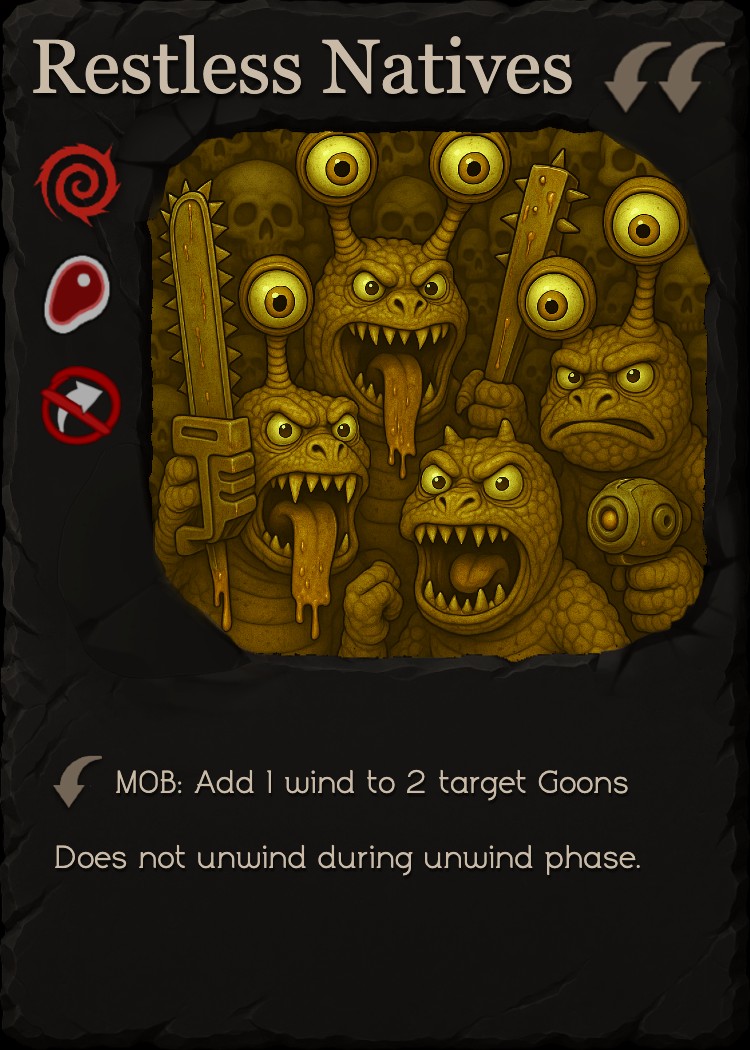 Restless Natives
MOB: Add 1 wind to 2 target Goons
Does not unwind during unwind phase.